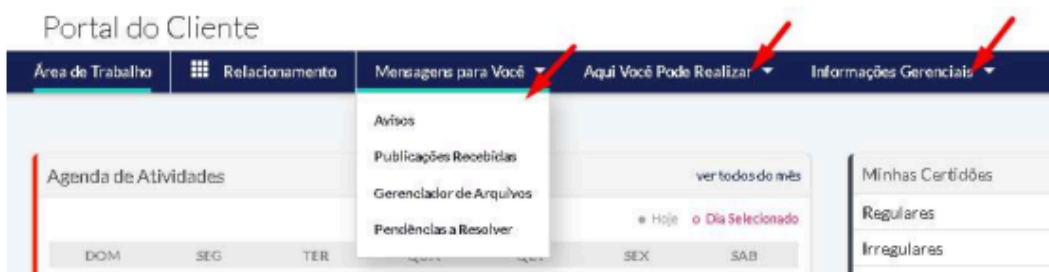 Portal do Cliente
Área de Trabalho Relacionamento Mensagens para Você Aqui Você Pode Realizar Informações Gerenciais
Avisos
Publicações Recebidas
Gerenciador de Arquivos
Pendências a Resolver
Agenda de Atividades ver todos do mês
Hoje Dia Selecionado
DOM SEG TER QUA QUI SEX SAB
Minhas Certidões
Regulares
Irregulares